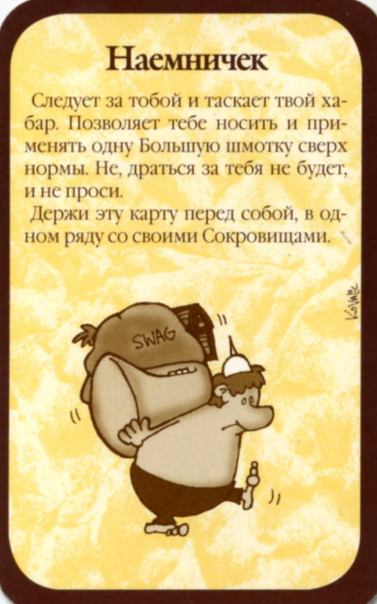 Наемничек
Следует за тобой и таскает твой ха-
бар. Позволяет тебе носить и при-
менять одну Большую шмотку сверх
нормы. Не, драться за тебя не будет,
и не проси.
Держи эту карту перед собой, в од-
ном ряду со своими Сокровищами.
Kovalic
SWAG